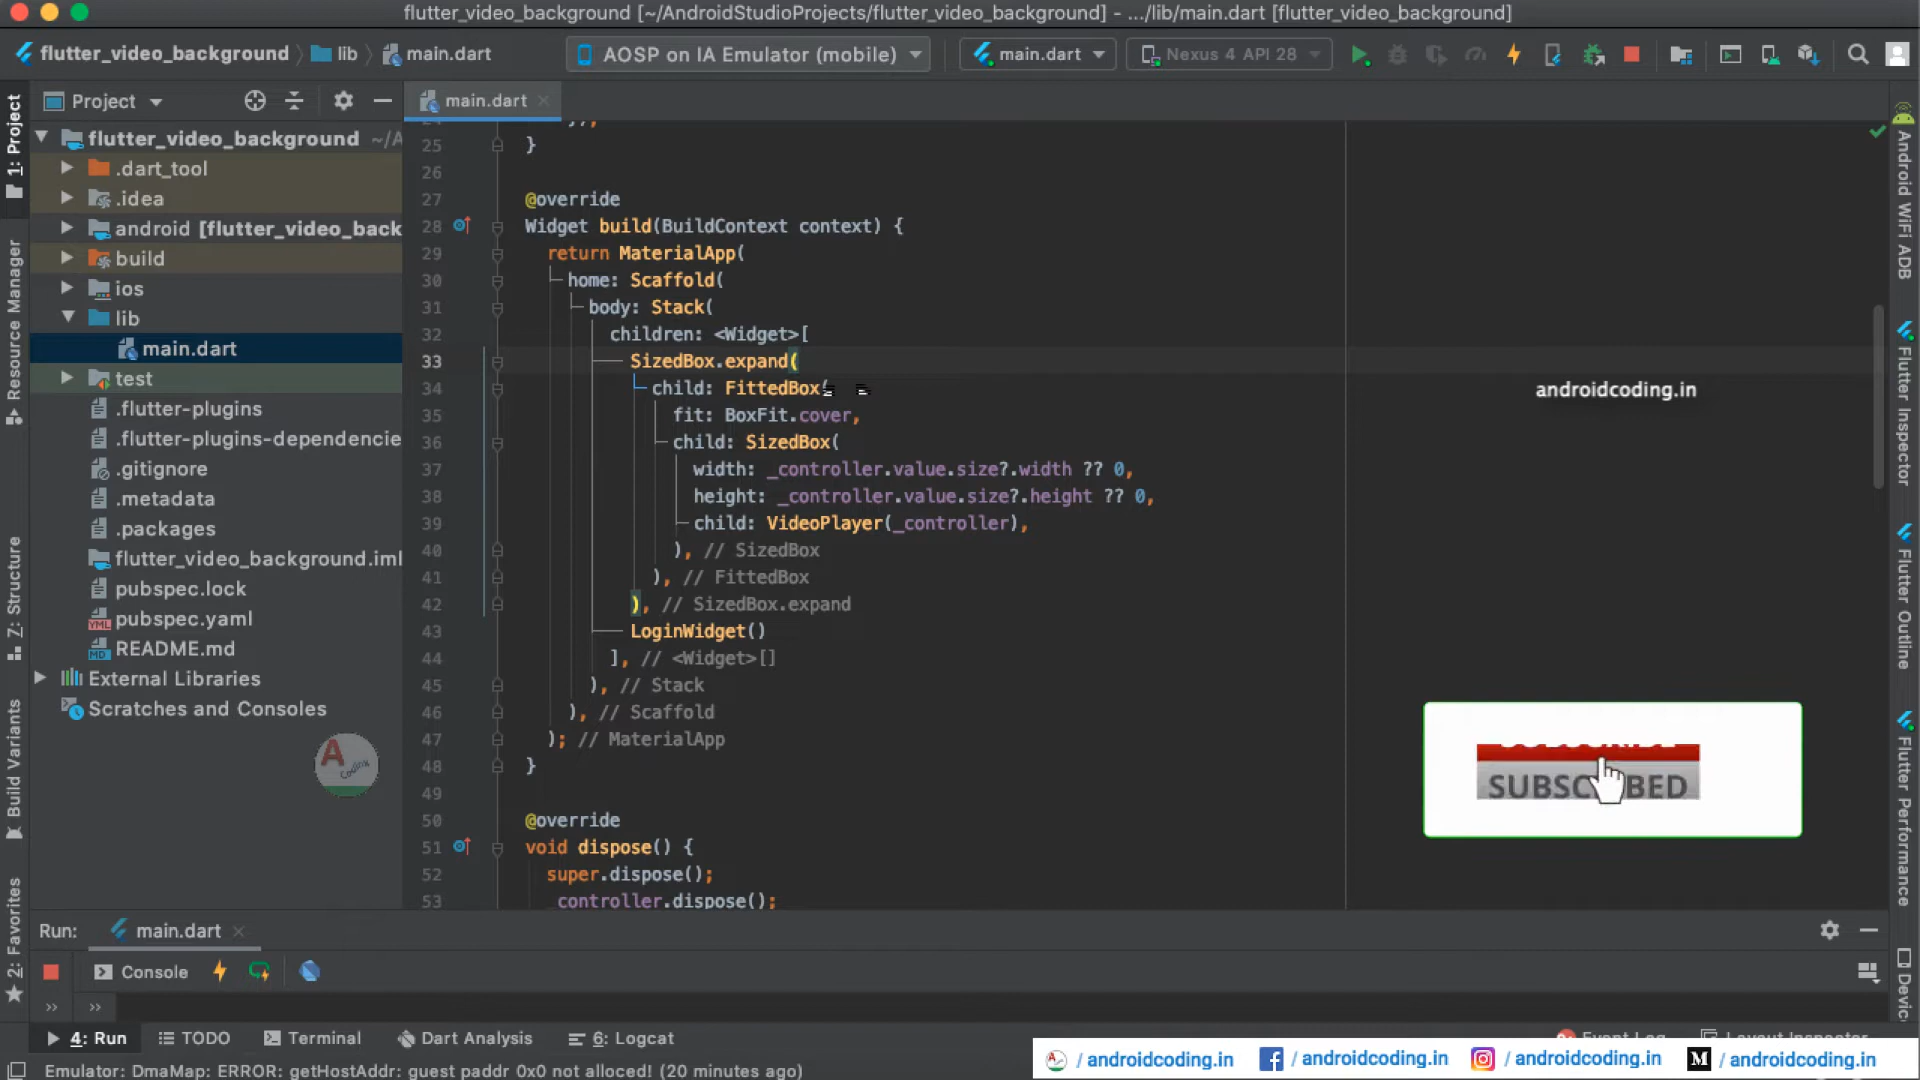 flutter_video_background [~/AndroidStudioProjects/flutter_video_background] - .../lib/main.dart [flutter_video_background]
flutter_video_background
lib
main.dart
AOSP on IA Emulator (mobile)
main.dart
Nexus 4 API 28
1: Project
Resource Manager
Z: Structure
Build Variants
2: Favorites
Project
flutter_video_background ~/A
.dart_tool
.idea
android [flutter_video_back
build
ios
lib
main.dart
test
.flutter-plugins
.flutter-plugins-dependencie
.gitignore
.metadata
.packages
flutter_video_background.iml
pubspec.lock
pubspec.yaml
README.md
External Libraries
Scratches and Consoles
main.dart
25 }
26
27 @override
28 Widget build(BuildContext context) {
29 return MaterialApp(
30 home: Scaffold(
31 body: Stack(
32 children: <Widget>[
33 SizedBox.expand(
34 child: FittedBox(
35 fit: BoxFit.cover,
36 child: SizedBox(
37 width: _controller.value.size?.width ?? 0,
38 height: _controller.value.size?.height ?? 0,
39 child: VideoPlayer(_controller),
40 ), // SizedBox
41 ), // FittedBox
42 ), // SizedBox.expand
43 LoginWidget()
44 ], // <Widget>[]
45 ), // Stack
46 ), // Scaffold
47 ); // MaterialApp
48 }
49
50 @override
51 void dispose() {
52 super.dispose();
53 _controller.dispose();
androidcoding.in
Android WiFi ADB
Flutter Inspector
Flutter Outline
Flutter Performance
Run: main.dart
Console
4: Run
TODO
Terminal
Dart Analysis
6: Logcat
Event Log
Layout Inspector
Emulator: DmaMap: ERROR: getHostAddr: guest paddr 0x0 not alloced! (20 minutes ago)
/ androidcoding.in
/ androidcoding.in
/ androidcoding.in
/ androidcoding.in